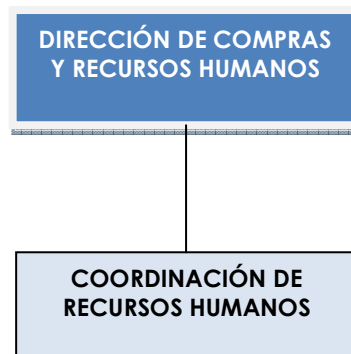 DIRECCIÓN DE COMPRAS
Y RECURSOS HUMANOS
COORDINACIÓN DE
RECURSOS HUMANOS